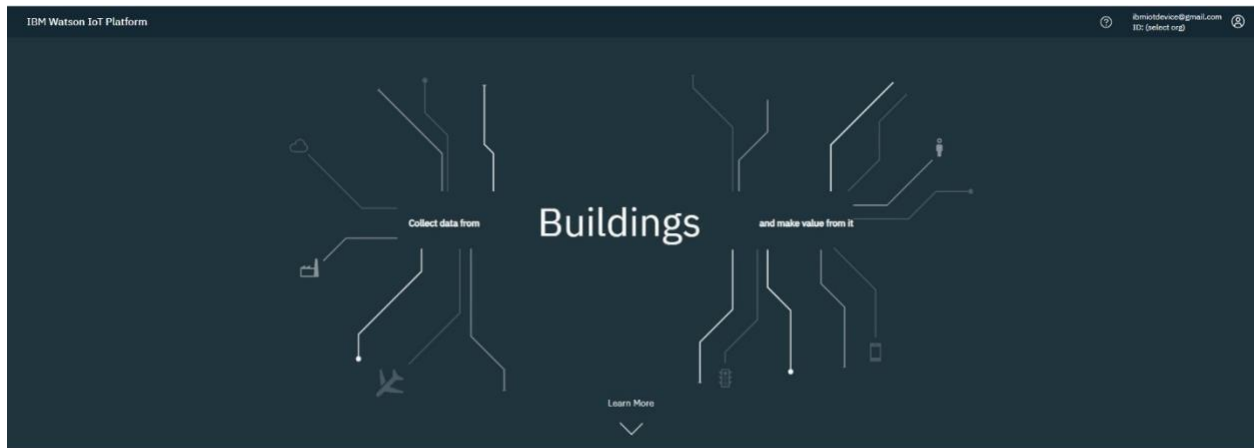 IBM Watson IoT Platform
ibmiotdevice@gmail.com
ID: (select org)
Collect data from Buildings and make value from it
Learn More